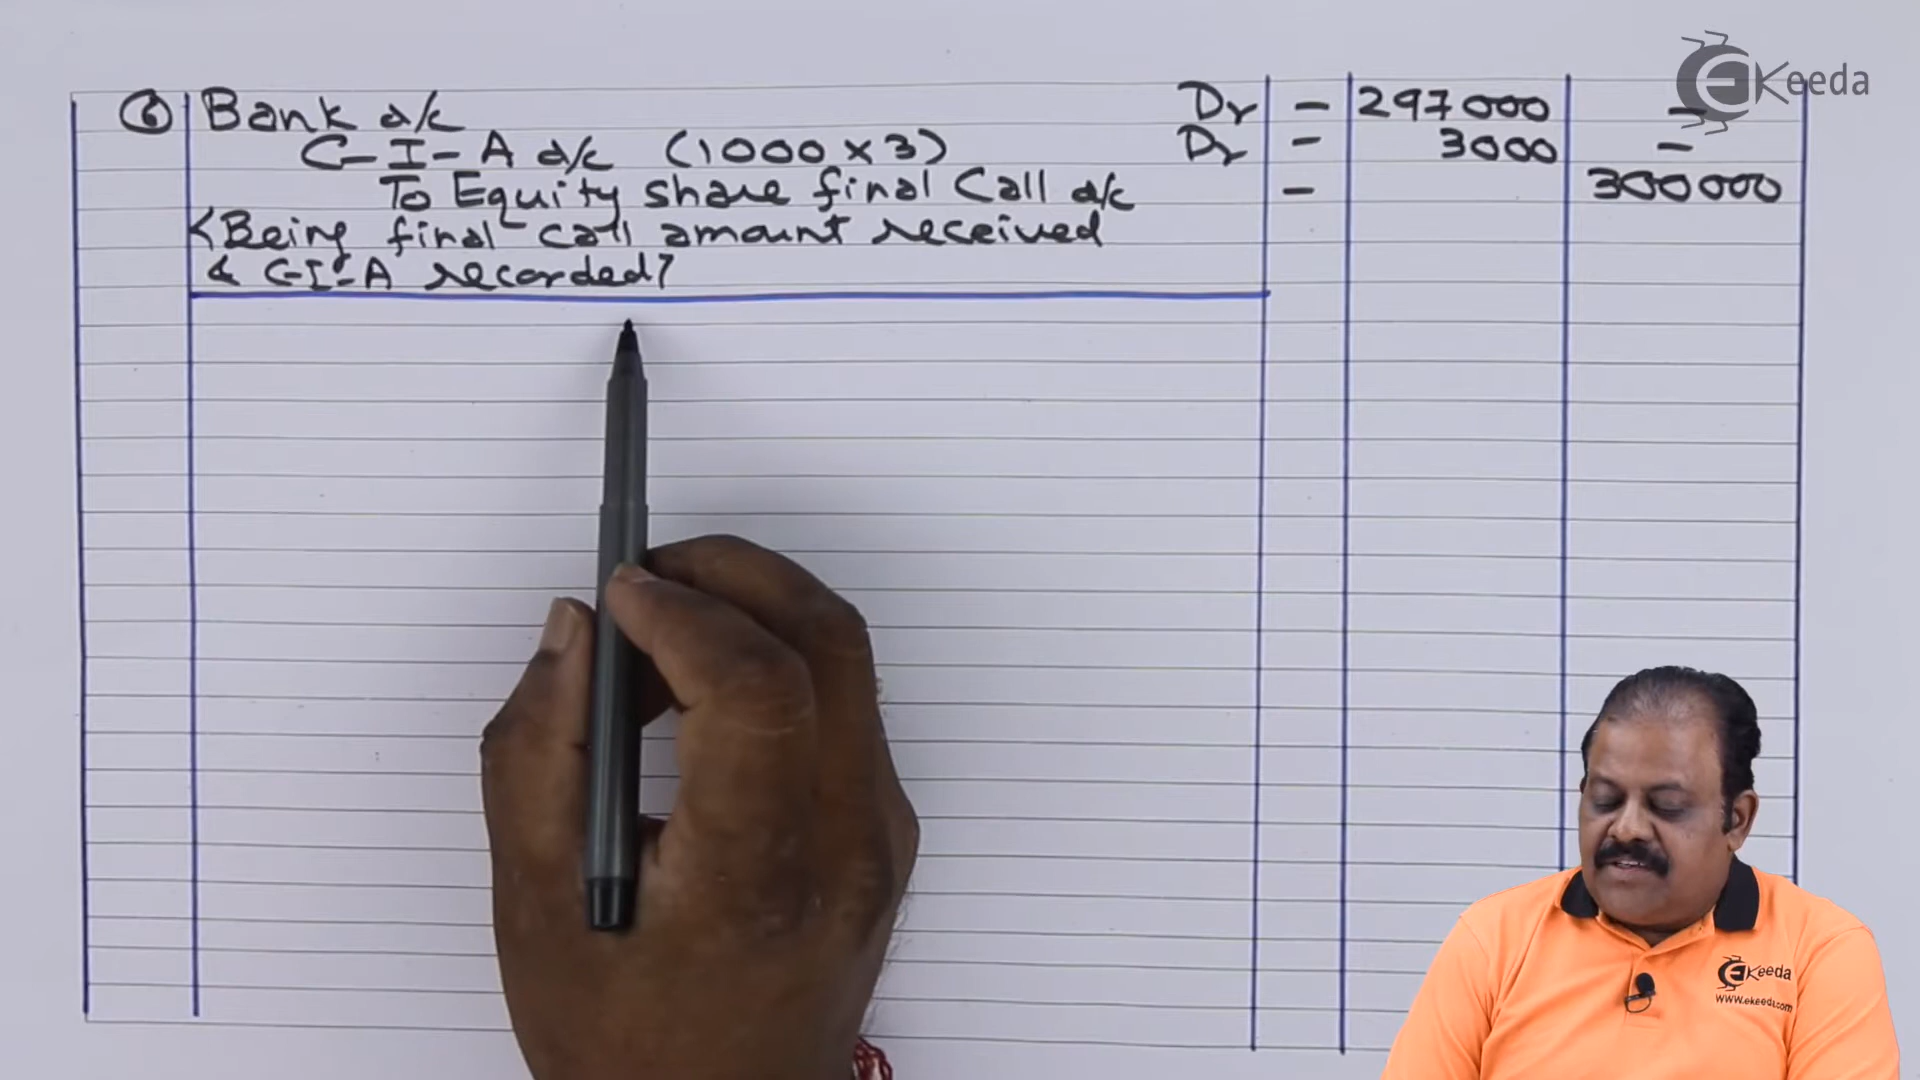 Ekeeda
6 Bank a/c Dr - 297000 -
C-I-A a/c (1000 x 3) Dr - 3000 -
To Equity share final Call a/c - 300000
<Being final call amount received
& C-I-A recorded>
Ekeeda
www.ekeeda.com